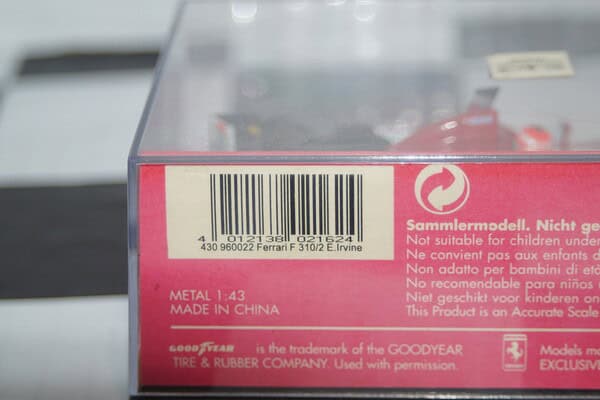 4 012138 021624
430 960022 Ferrari F 310/2 E.Irvine
METAL 1:43
MADE IN CHINA
Sammlermodell. Nicht ge
Not suitable for children under
Ne convient pas aux enfants d
Non adatto per bambini di età
No recomendable para niños
Niet geschikt voor kinderen on
This Product is an Accurate Scale
GOODYEAR is the trademark of the GOODYEAR
TIRE & RUBBER COMPANY. Used with permission.
Models ma
EXCLUSIVE